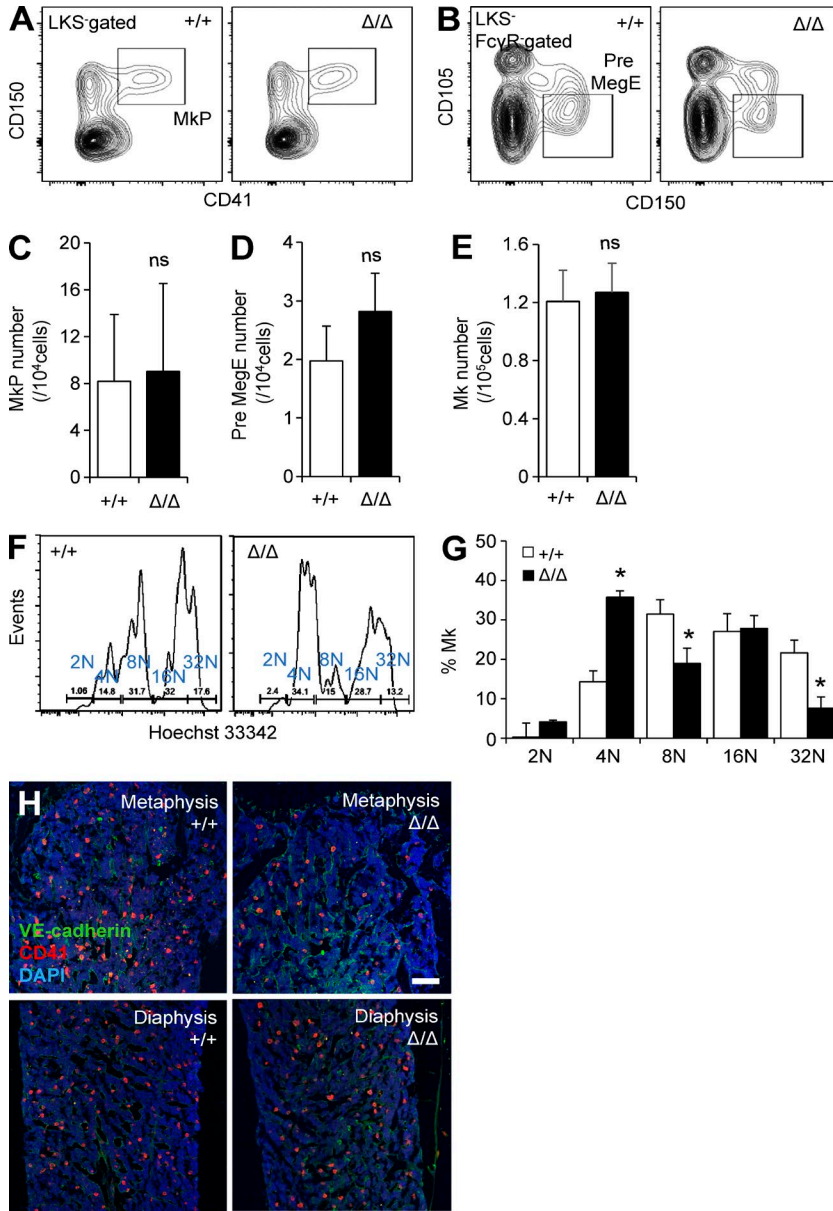 A
LKS⁻gated
+/+
Δ/Δ
CD150
MkP
CD41
B
LKS⁻
FcγR⁻gated
+/+
Δ/Δ
Pre
MegE
CD105
CD150
C
MkP number
(/10⁴cells)
20
16
12
8
4
0
ns
+/+
Δ/Δ
D
Pre MegE number
(/10⁴cells)
4
3
2
1
0
ns
+/+
Δ/Δ
E
Mk number
(/10⁵cells)
1.6
1.2
0.8
0.4
0
ns
+/+
Δ/Δ
F
Events
+/+
2N
4N
8N
16N
32N
1.06 14.8 31.7 32 17.6
Δ/Δ
2N
4N
8N
16N
32N
2.4 34.1 15 28.7 13.2
Hoechst 33342
G
+/+
Δ/Δ
% Mk
50
40
30
20
10
0
*
*
*
2N 4N 8N 16N 32N
H
Metaphysis
+/+
VE-cadherin
CD41
DAPI
Metaphysis
Δ/Δ
Diaphysis
+/+
Diaphysis
Δ/Δ